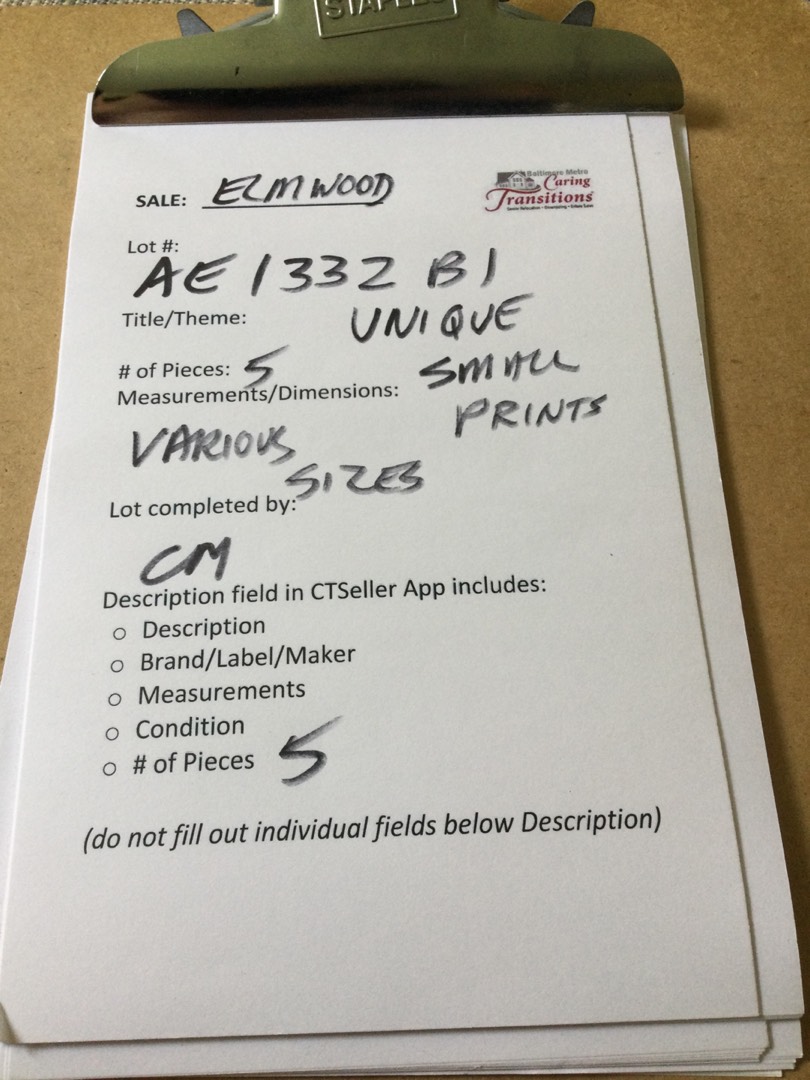 STAPLES
SALE: ELMWOOD
Baltimore Metro
Caring
Transitions
Lot #:
AE 1332 B1
Title/Theme: UNIQUE
SMALL
PRINTS
# of Pieces: 5
Measurements/Dimensions:
VARIOUS
SIZES
Lot completed by:
CM
Description field in CTSeller App includes:
○ Description
○ Brand/Label/Maker
○ Measurements
○ Condition
○ # of Pieces 5
(do not fill out individual fields below Description)